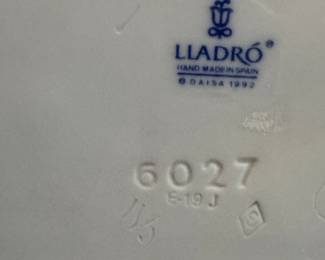 LLADRÓ®
HAND MADE IN SPAIN
© DAISA 1992
6027
E-19 J